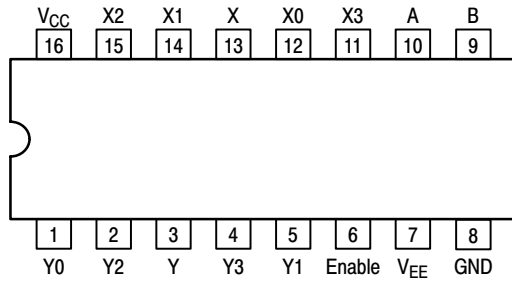 VCC X2 X1 X X0 X3 A B
16 15 14 13 12 11 10 9
1 2 3 4 5 6 7 8
Y0 Y2 Y Y3 Y1 Enable VEE GND